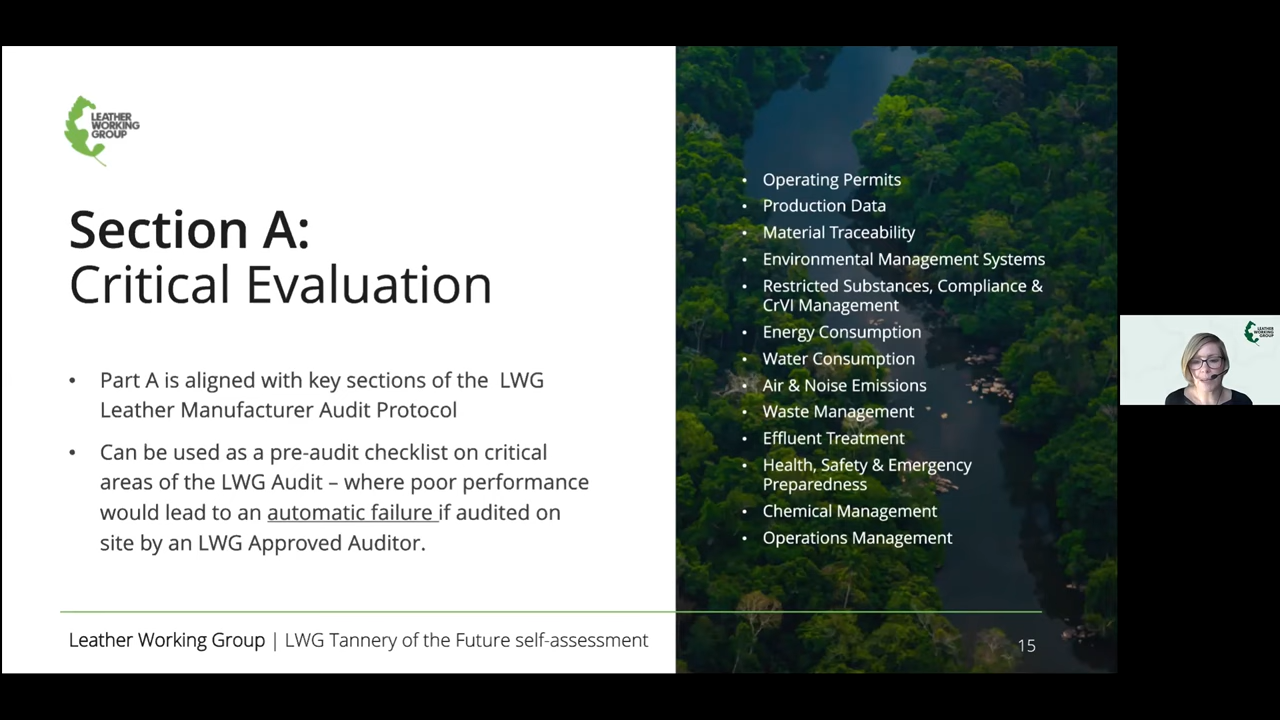 LEATHER
WORKING
GROUP
Section A:
Critical Evaluation
• Part A is aligned with key sections of the LWG
Leather Manufacturer Audit Protocol
• Can be used as a pre-audit checklist on critical
areas of the LWG Audit – where poor performance
would lead to an automatic failure if audited on
site by an LWG Approved Auditor.
• Operating Permits
• Production Data
• Material Traceability
• Environmental Management Systems
• Restricted Substances, Compliance &
CrVI Management
• Energy Consumption
• Water Consumption
• Air & Noise Emissions
• Waste Management
• Effluent Treatment
• Health, Safety & Emergency
Preparedness
• Chemical Management
• Operations Management
Leather Working Group | LWG Tannery of the Future self-assessment
15
LEATHER
WORKING
GROUP